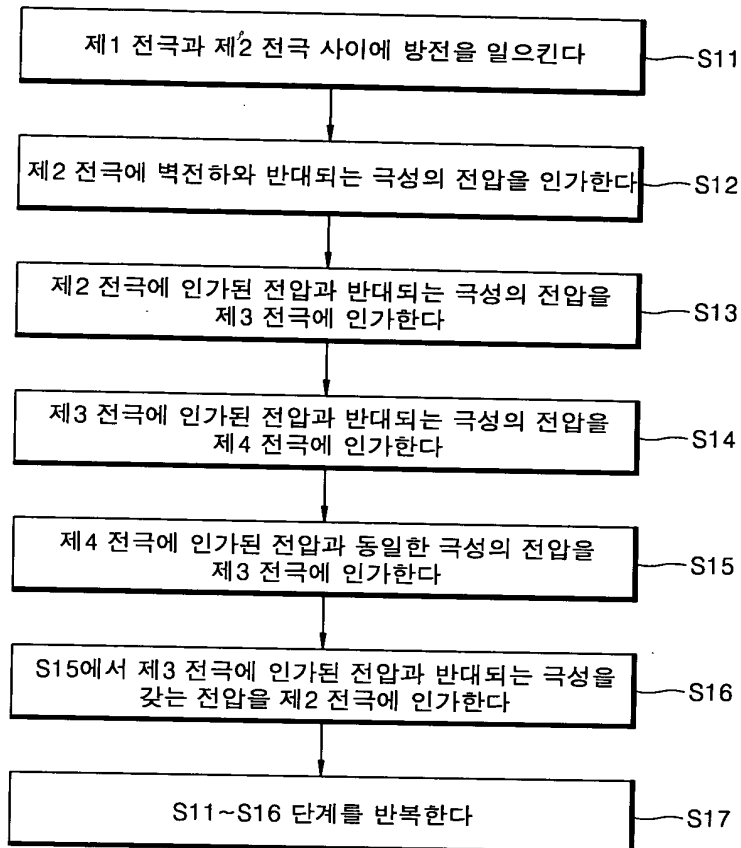 제1 전극과 제2 전극 사이에 방전을 일으킨다
S11
제2 전극에 벽전하와 반대되는 극성의 전압을 인가한다
S12
제2 전극에 인가된 전압과 반대되는 극성의 전압을
제3 전극에 인가한다
S13
제3 전극에 인가된 전압과 반대되는 극성의 전압을
제4 전극에 인가한다
S14
제4 전극에 인가된 전압과 동일한 극성의 전압을
제3 전극에 인가한다
S15
S15에서 제3 전극에 인가된 전압과 반대되는 극성을
갖는 전압을 제2 전극에 인가한다
S16
S11~S16 단계를 반복한다
S17